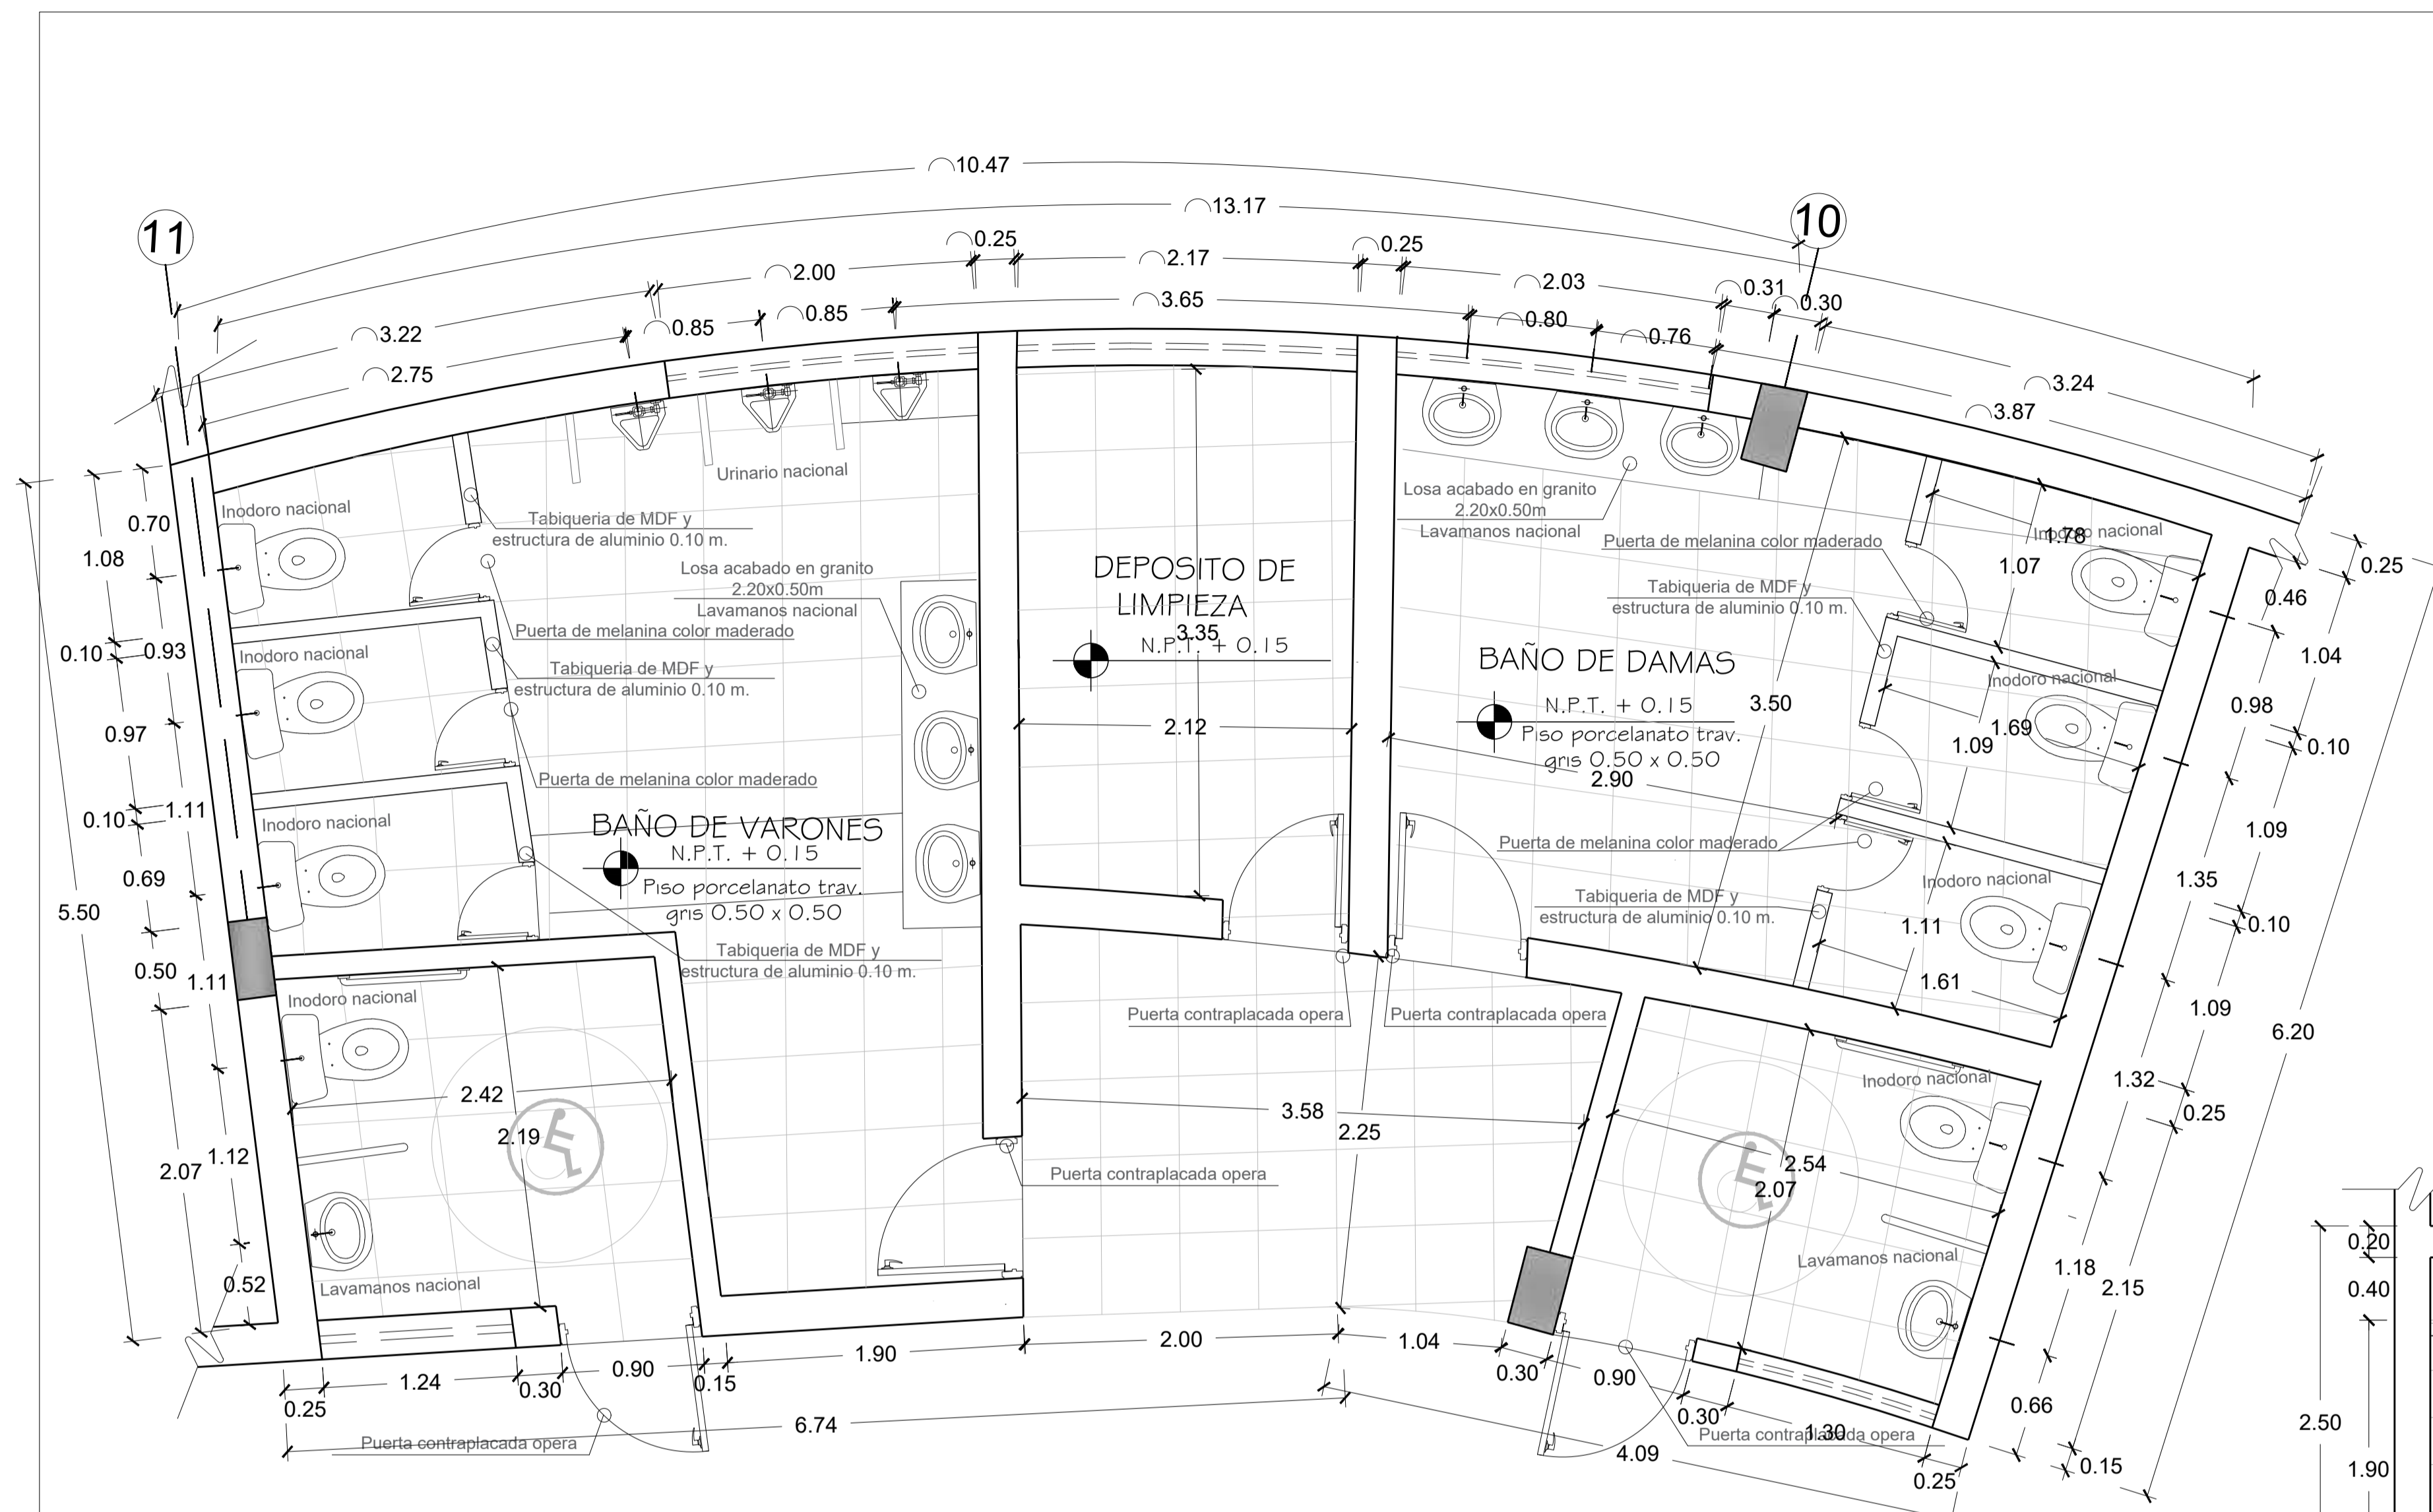 ⌒10.47
⌒13.17
11
10
⌒0.25
⌒2.17
⌒0.25
⌒2.00
⌒2.03
⌒0.31
⌒0.30
⌒3.22
⌒0.85
⌒0.85
⌒3.65
⌒0.80
⌒0.76
⌒2.75
⌒3.24
⌒3.87
Urinario nacional
Inodoro nacional
Tabiqueria de MDF y
estructura de aluminio 0.10 m.
Losa acabado en granito
2.20x0.50m
Lavamanos nacional
Puerta de melanina color maderado
Inodoro nacional
Tabiqueria de MDF y
estructura de aluminio 0.10 m.
Puerta de melanina color maderado
Inodoro nacional
BAÑO DE VARONES
N.P.T. + 0.15
Piso porcelanato trav.
gris 0.50 x 0.50
Tabiqueria de MDF y
estructura de aluminio 0.10 m.
Inodoro nacional
2.42
2.19
Lavamanos nacional
0.70
1.08
0.10
0.93
0.97
0.10
1.11
0.69
5.50
0.50
1.11
2.07
1.12
0.52
DEPOSITO DE
LIMPIEZA
3.35
N.P.T. + 0.15
2.12
Losa acabado en granito
2.20x0.50m
Lavamanos nacional
Puerta de melanina color maderado
Tabiqueria de MDF y
estructura de aluminio 0.10 m.
Inodoro nacional
1.78
1.07
BAÑO DE DAMAS
N.P.T. + 0.15
Piso porcelanato trav.
gris 0.50 x 0.50
3.50
2.90
Inodoro nacional
1.69
1.09
Puerta de melanina color maderado
Tabiqueria de MDF y
estructura de aluminio 0.10 m.
Inodoro nacional
1.11
1.61
Puerta contraplacada opera
Puerta contraplacada opera
3.58
2.25
Puerta contraplacada opera
Inodoro nacional
2.54
2.07
Lavamanos nacional
0.25
0.46
1.04
0.98
0.10
1.09
1.35
0.10
1.09
6.20
1.32
0.25
1.18
2.15
0.66
0.15
0.25
1.24
0.30
0.90
0.15
1.90
2.00
1.04
0.30
0.90
0.30
1.30
0.25
6.74
4.09
Puerta contraplacada opera
Puerta contraplacada opera
0.20
0.40
2.50
1.90